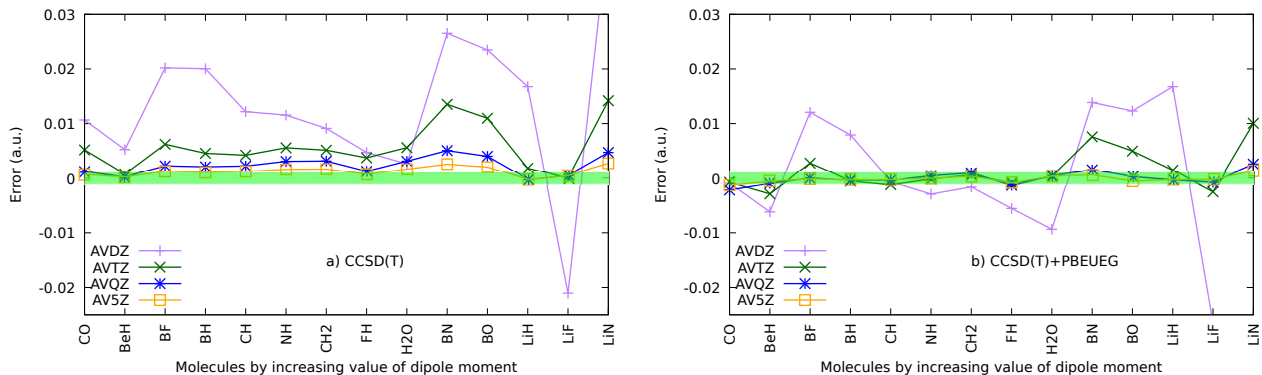 0.03
0.02
0.01
0
-0.01
-0.02
Error (a.u.)
AVDZ
AVTZ
AVQZ
AV5Z
a) CCSD(T)
CO
BeH
BF
BH
CH
NH
CH2
FH
H2O
BN
BO
LiH
LiF
LiN
Molecules by increasing value of dipole moment
0.03
0.02
0.01
0
-0.01
-0.02
Error (a.u.)
AVDZ
AVTZ
AVQZ
AV5Z
b) CCSD(T)+PBEUEG
CO
BeH
BF
BH
CH
NH
CH2
FH
H2O
BN
BO
LiH
LiF
LiN
Molecules by increasing value of dipole moment